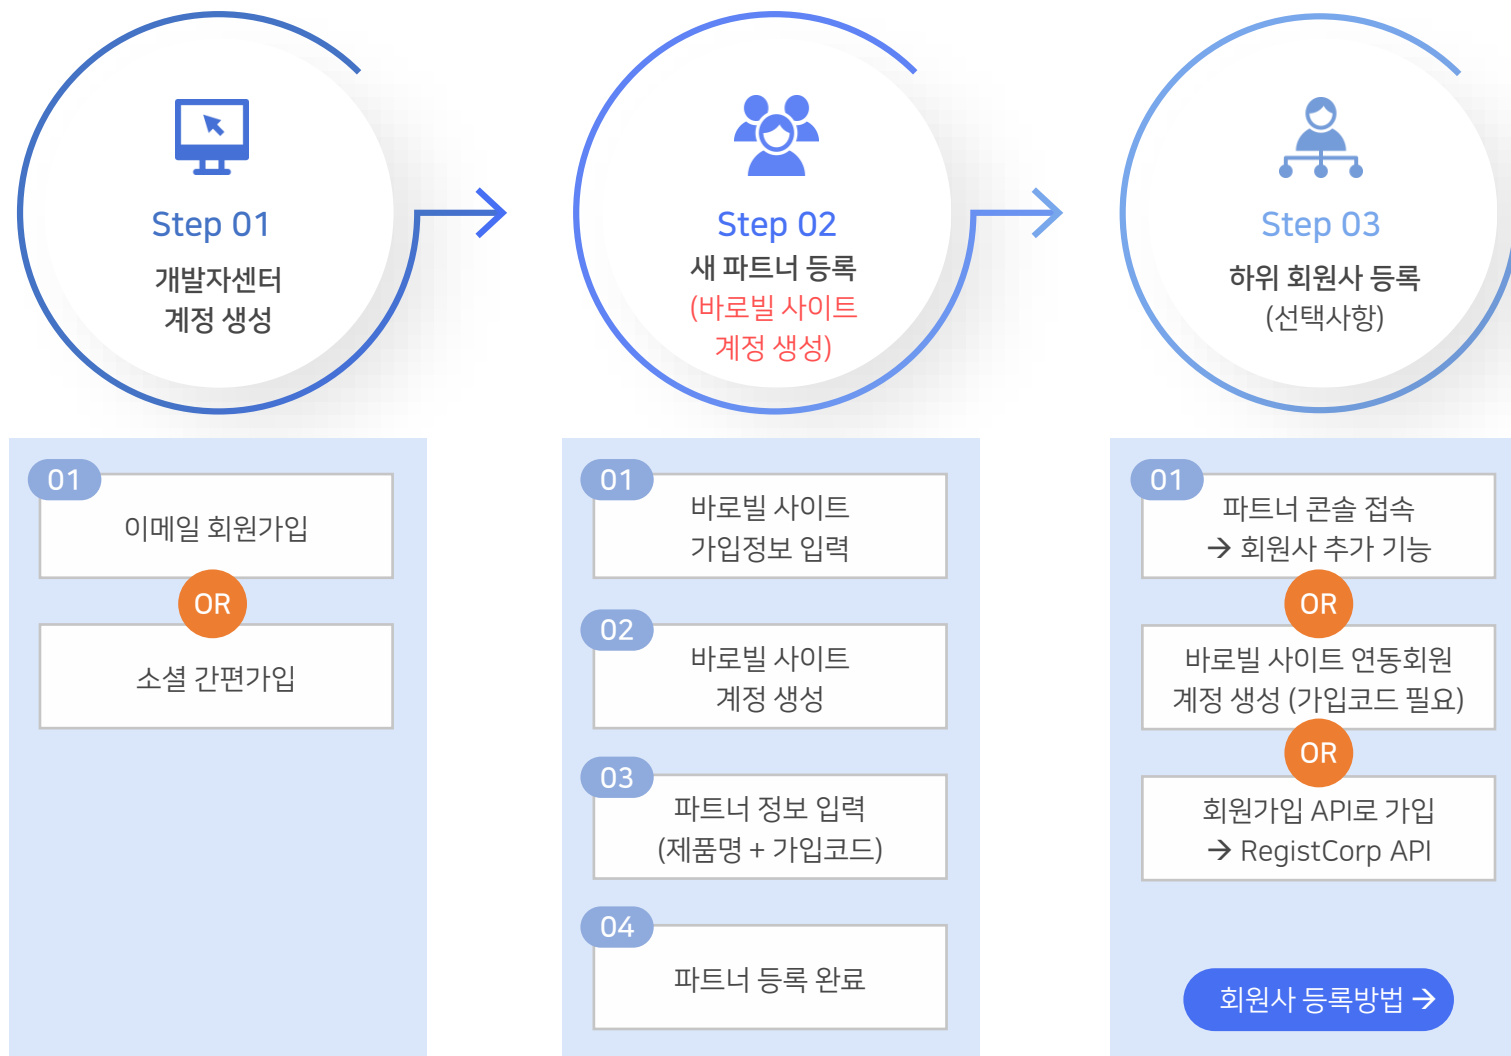 Step 01
개발자센터
계정 생성
Step 02
새 파트너 등록
(바로빌 사이트
계정 생성)
Step 03
하위 회원사 등록
(선택사항)
01
이메일 회원가입
OR
소셜 간편가입
01
바로빌 사이트
가입정보 입력
02
바로빌 사이트
계정 생성
03
파트너 정보 입력
(제품명 + 가입코드)
04
파트너 등록 완료
01
파트너 콘솔 접속
→ 회원사 추가 기능
OR
바로빌 사이트 연동회원
계정 생성 (가입코드 필요)
OR
회원가입 API로 가입
→ RegistCorp API
회원사 등록방법 →